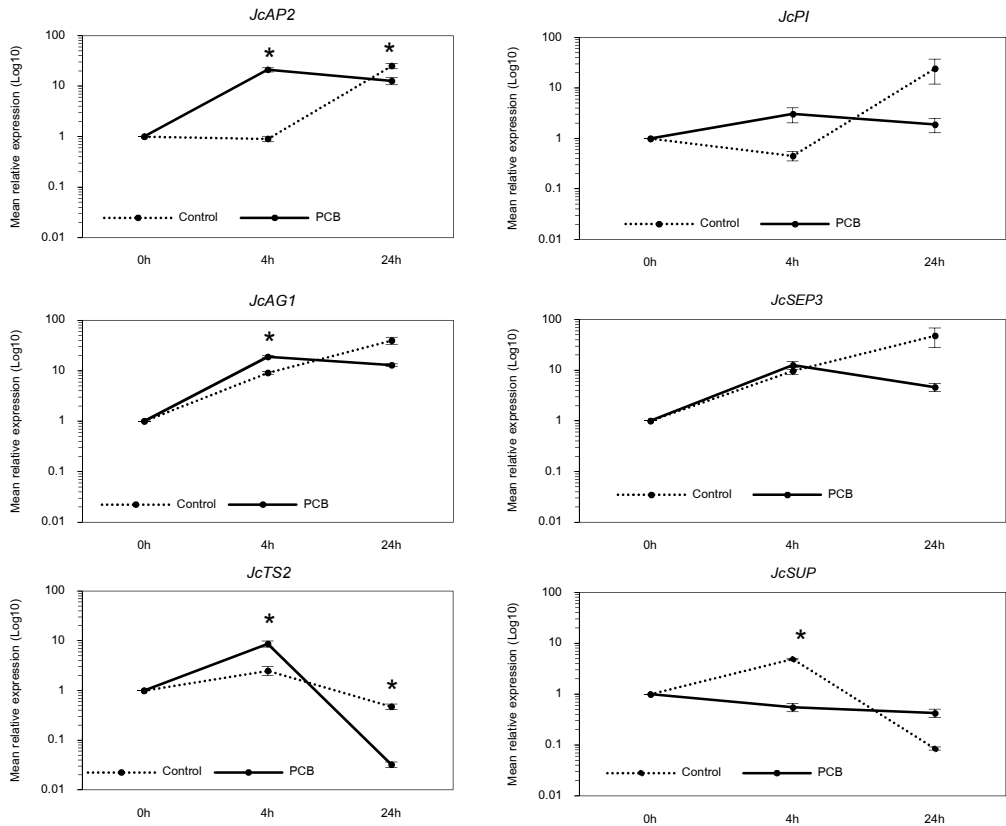 JcAP2
Mean relative expression (Log10)
100
*
*
10
1
0.1
Control
PCB
0.01
0h
4h
24h
JcPI
Mean relative expression (Log10)
100
10
1
0.1
Control
PCB
0.01
0h
4h
24h
JcAG1
Mean relative expression (Log10)
100
*
10
1
0.1
Control
PCB
0.01
0h
4h
24h
JcSEP3
Mean relative expression (Log10)
100
10
1
0.1
Control
PCB
0.01
0h
4h
24h
JcTS2
Mean relative expression (Log10)
100
*
10
*
1
0.1
Control
PCB
0.01
0h
4h
24h
JcSUP
Mean relative expression (Log10)
100
*
10
1
0.1
Control
PCB
0.01
0h
4h
24h